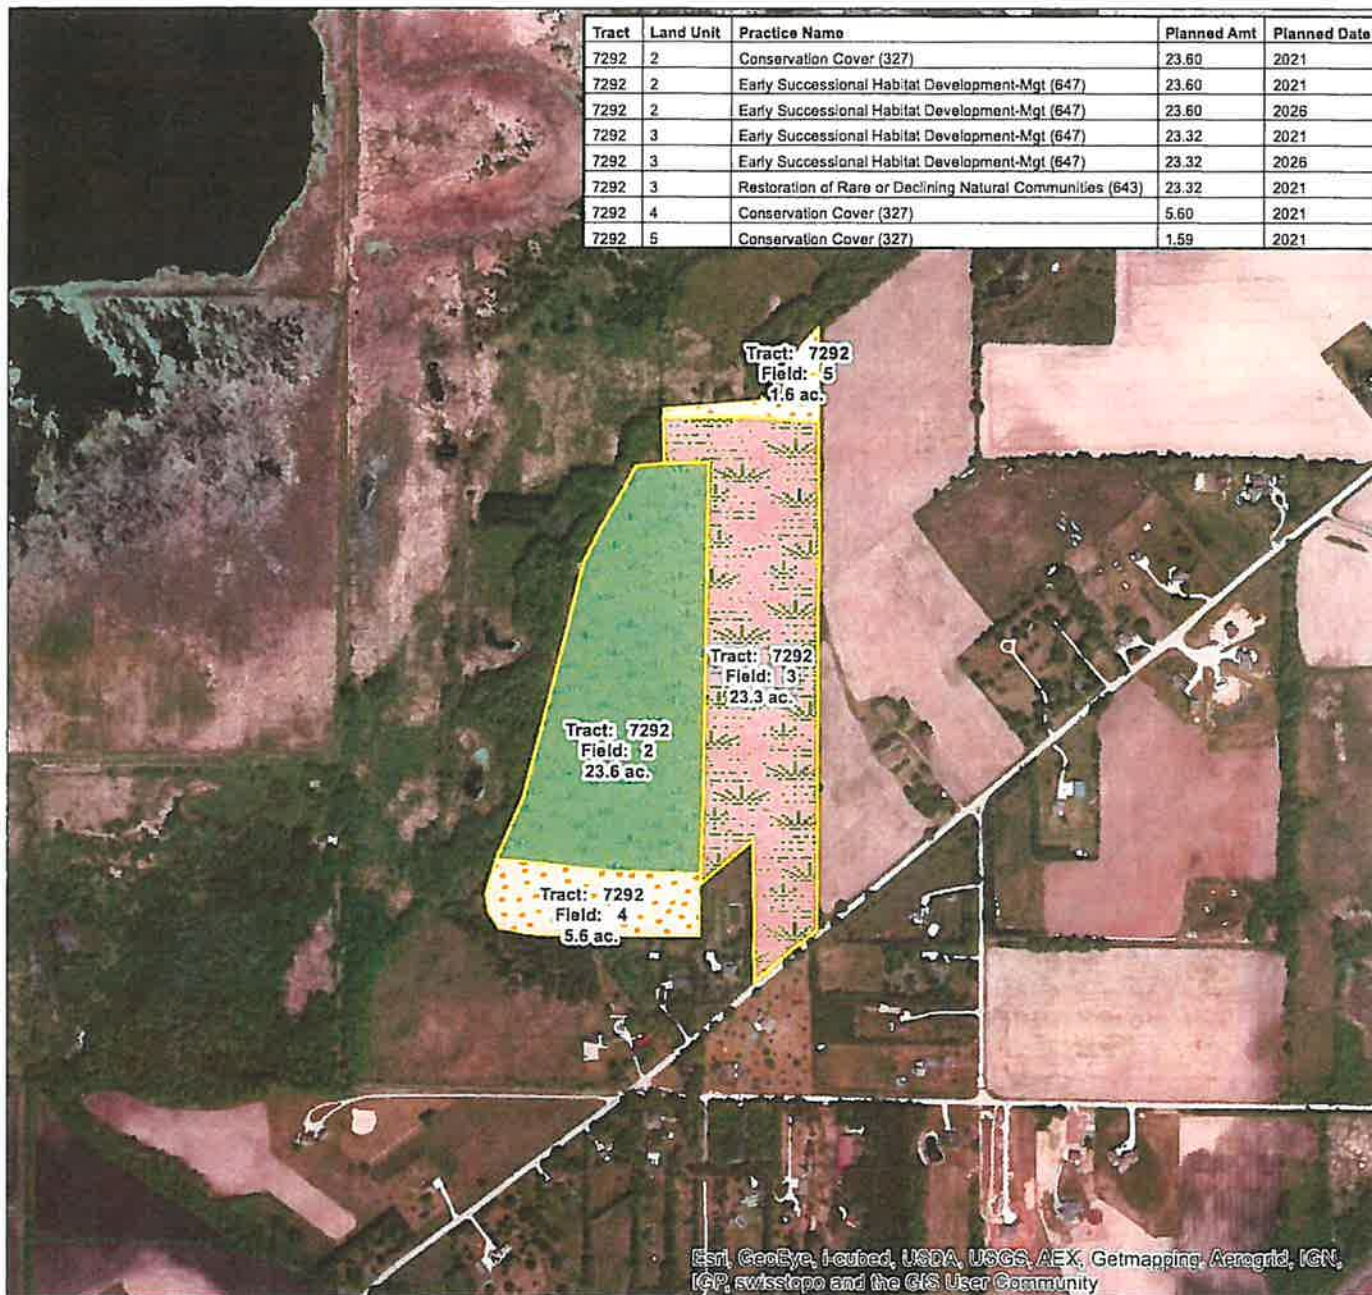 Tract Land Unit Practice Name Planned Amt Planned Date
7292 2 Conservation Cover (327) 23.60 2021
7292 2 Early Successional Habitat Development-Mgt (647) 23.60 2021
7292 2 Early Successional Habitat Development-Mgt (647) 23.60 2026
7292 3 Early Successional Habitat Development-Mgt (647) 23.32 2021
7292 3 Early Successional Habitat Development-Mgt (647) 23.32 2026
7292 3 Restoration of Rare or Declining Natural Communities (643) 23.32 2021
7292 4 Conservation Cover (327) 5.60 2021
7292 5 Conservation Cover (327) 1.59 2021
Tract: 7292
Field: 5
1.6 ac.
Tract: 7292
Field: 3
23.3 ac.
Tract: 7292
Field: 2
23.6 ac.
Tract: 7292
Field: 4
5.6 ac.
Esri, GeoEye, i-cubed, USDA, USGS, AEX, Getmapping, Aerogrid, IGN,
IGP, swisstopo and the GIS User Community